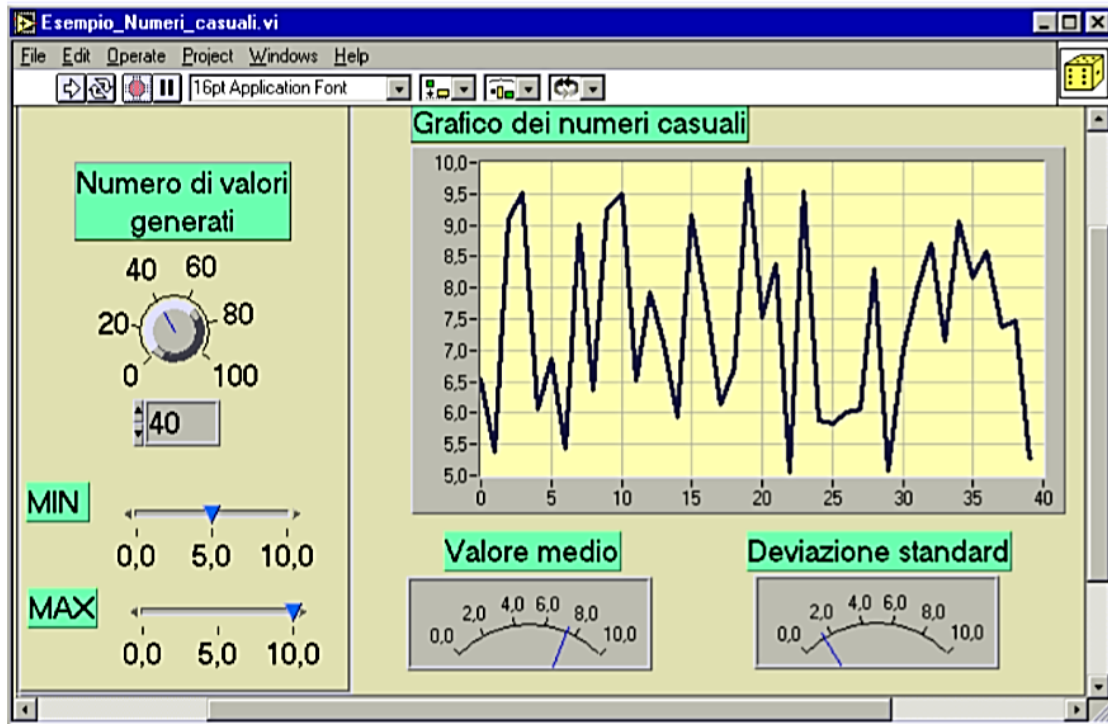 Esempio_Numeri_casuali.vi
File Edit Operate Project Windows Help
16pt Application Font
Grafico dei numeri casuali
Numero di valori
generati
40 60
20 80
0 100
40
MIN
0,0 5,0 10,0
MAX
0,0 5,0 10,0
10,0
9,5
9,0
8,5
8,0
7,5
7,0
6,5
6,0
5,5
5,0
0 5 10 15 20 25 30 35 40
Valore medio
0,0 2,0 4,0 6,0 8,0 10,0
Deviazione standard
0,0 2,0 4,0 6,0 8,0 10,0